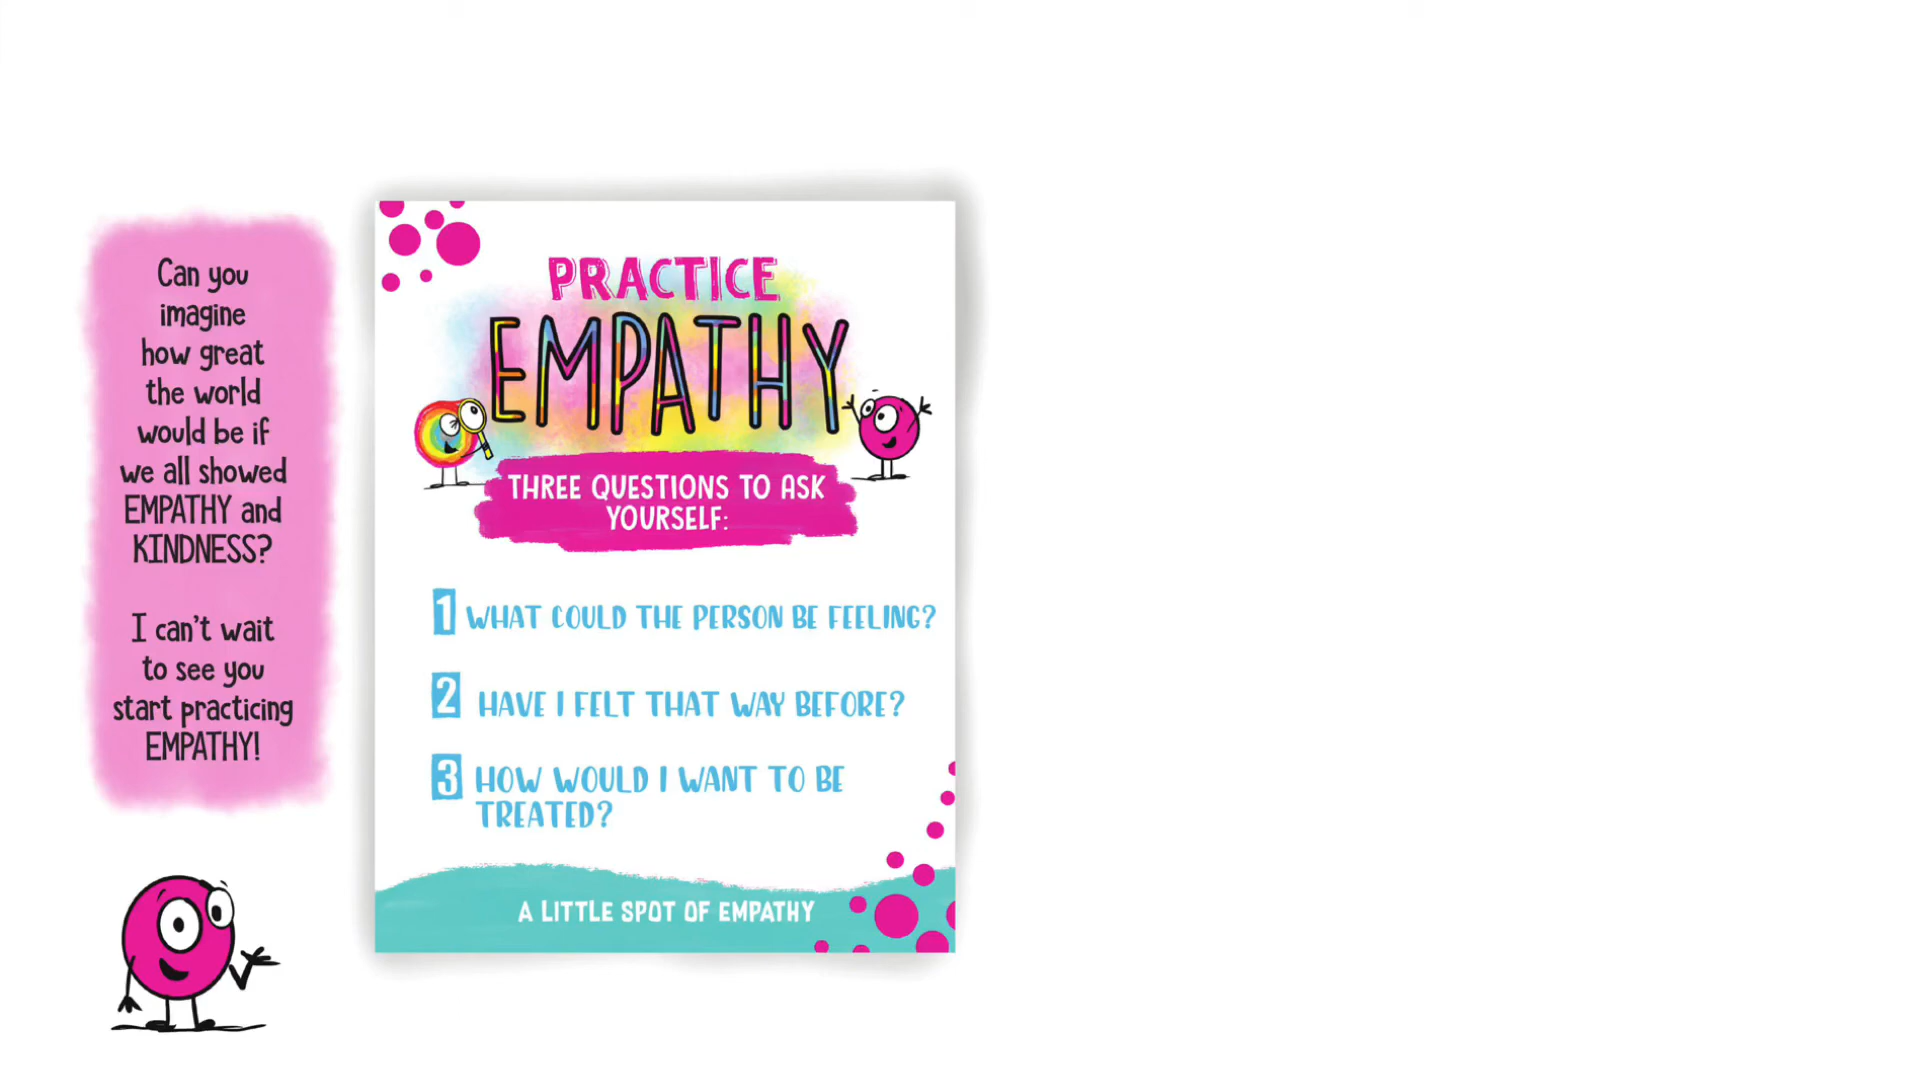 Can you
imagine
how great
the world
would be if
we all showed
EMPATHY and
KINDNESS?
I can't wait
to see you
start practicing
EMPATHY!
PRACTICE
EMPATHY
THREE QUESTIONS TO ASK
YOURSELF:
1 WHAT COULD THE PERSON BE FEELING?
2 HAVE I FELT THAT WAY BEFORE?
3 HOW WOULD I WANT TO BE
TREATED?
A LITTLE SPOT OF EMPATHY